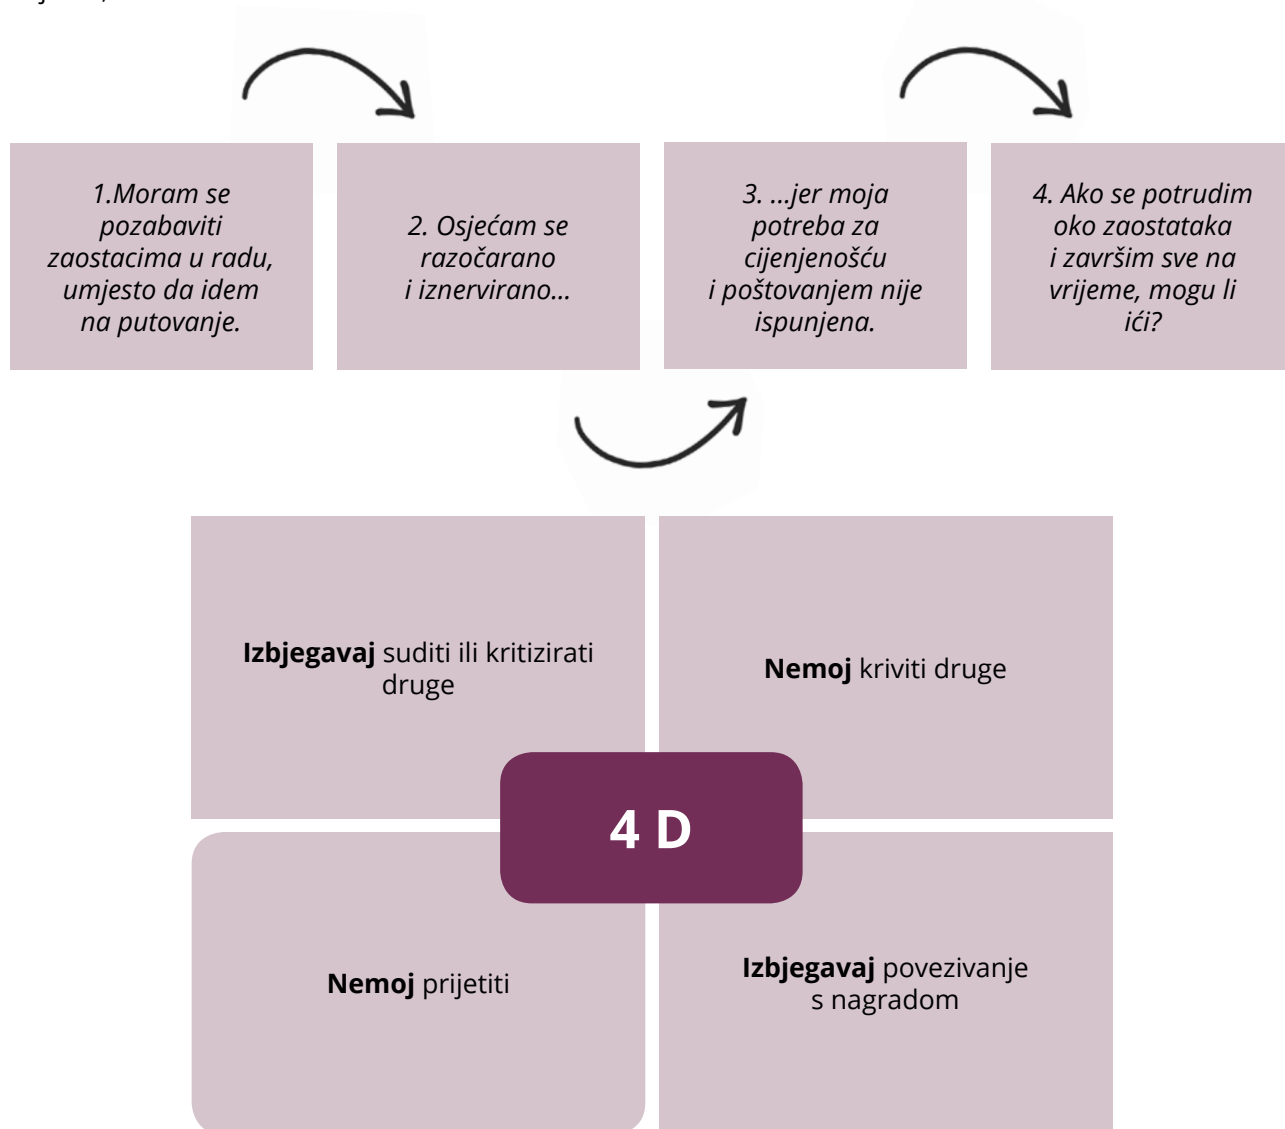 1.Moram se
pozabaviti
zaostacima u radu,
umjesto da idem
na putovanje.
2. Osjećam se
razočarano
i iznervirano...
3. ...jer moja
potreba za
cijenjenošću
i poštovanjem nije
ispunjena.
4. Ako se potrudim
oko zaostataka
i završim sve na
vrijeme, mogu li
ići?
Izbjegavaj suditi ili kritizirati
druge
Nemoj kriviti druge
4 D
Nemoj prijetiti
Izbjegavaj povezivanje
s nagradom